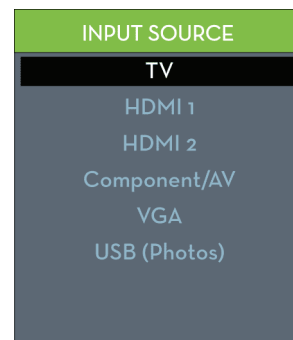 INPUT SOURCE
TV
HDMI 1
HDMI 2
Component/AV
VGA
USB (Photos)